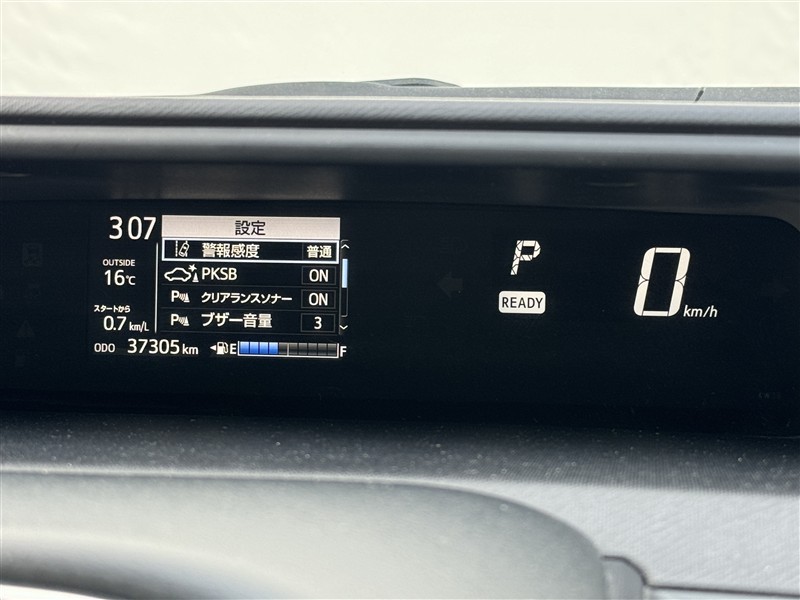 3:07
設定
警報感度 普通
OUTSIDE
16℃
PKSB ON
クリアランスソナー ON
スタートから
0.7 km/L
ブザー音量 3
ODO 37305 km
E F
P
READY
0 km/h